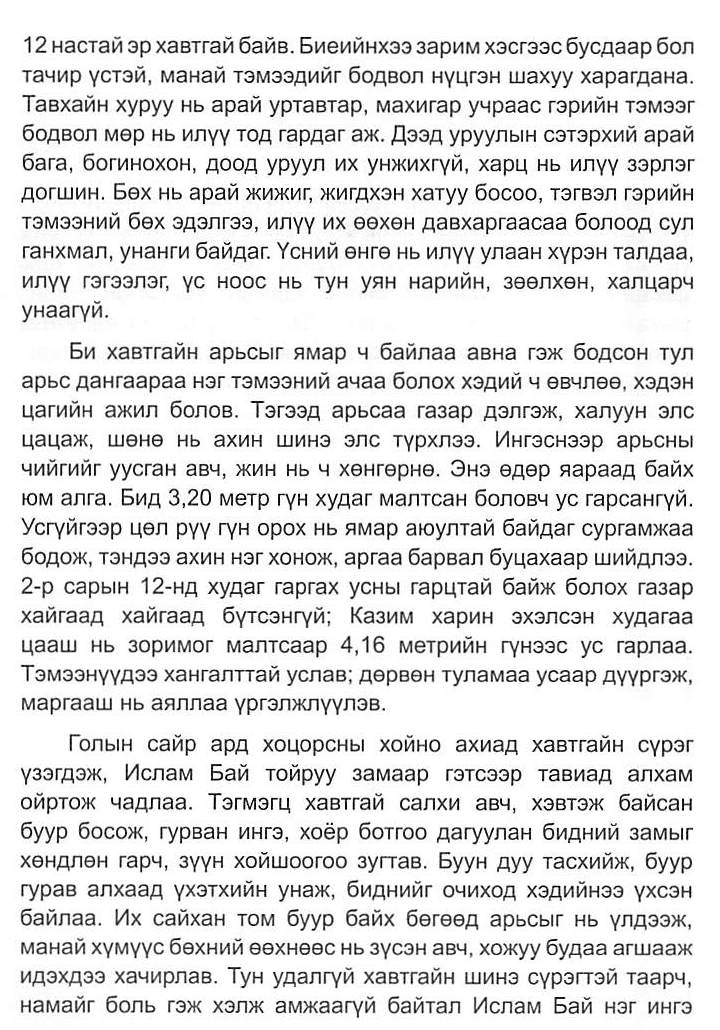 12 настай эр хавтгай байв. Биеийнхээ зарим хэсгээс бусдаар бол
тачир үстэй, манай тэмээдийг бодвол нүцгэн шахуу харагдана.
Тавхайн хуруу нь арай уртавтар, махигар учраас гэрийн тэмээг
бодвол мөр нь илүү тод гардаг аж. Дээд уруулын сэтэрхий арай
бага, богинохон, доод уруул их унжихгүй, харц нь илүү зэрлэг
догшин. Бөх нь арай жижиг, жигдхэн хатуу босоо, тэгвэл гэрийн
тэмээний бөх эдэлгээ, илүү их өөхөн давхаргаасаа болоод сул
ганхмал, унанги байдаг. Үсний өнгө нь илүү улаан хүрэн талдаа,
илүү гэгээлэг, үс ноос нь тун уян нарийн, зөөлхөн, халцарч
унаагүй.
Би хавтгайн арьсыг ямар ч байлаа авна гэж бодсон тул
арьс дангаараа нэг тэмээний ачаа болох хэдий ч өвчлөө, хэдэн
цагийн ажил болов. Тэгээд арьсаа газар дэлгэж, халуун элс
цацаж, шөнө нь ахин шинэ элс түрхлээ. Ингэснээр арьсны
чийгийг уусган авч, жин нь ч хөнгөрнө. Энэ өдөр яараад байх
юм алга. Бид 3,20 метр гүн худаг малтсан боловч ус гарсангүй.
Усгүйгээр цөл рүү гүн орох нь ямар аюултай байдаг сургамжаа
бодож, тэндээ ахин нэг хонож, аргаа барвал буцахаар шийдлээ.
2-р сарын 12-нд худаг гаргах усны гарцтай байж болох газар
хайгаад хайгаад бүтсэнгүй; Казим харин эхэлсэн худагаа
цааш нь зоримог малтсаар 4,16 метрийн гүнээс ус гарлаа.
Тэмээнүүдээ хангалттай услав; дөрвөн туламаа усаар дүүргэж,
маргааш нь аяллаа үргэлжлүүлэв.
Голын сайр ард хоцорсны хойно ахиад хавтгайн сүрэг
үзэгдэж, Ислам Бай тойруу замаар гэтсээр тавиад алхам
ойртож чадлаа. Тэгмэгц хавтгай салхи авч, хэвтэж байсан
буур босож, гурван ингэ, хоёр ботгоо дагуулан бидний замыг
хөндлөн гарч, зүүн хойшоогоо зугтав. Буун дуу тасхийж, буур
гурав алхаад үхэтхийн унаж, биднийг очиход хэдийнээ үхсэн
байлаа. Их сайхан том буур байх бөгөөд арьсыг нь үлдээж,
манай хүмүүс бөхний өөхнөөс нь зүсэн авч, хожуу будаа агшааж
идэхдээ хачирлав. Тун удалгүй хавтгайн шинэ сүрэгтэй таарч,
намайг боль гэж хэлж амжаагүй байтал Ислам Бай нэг ингэ